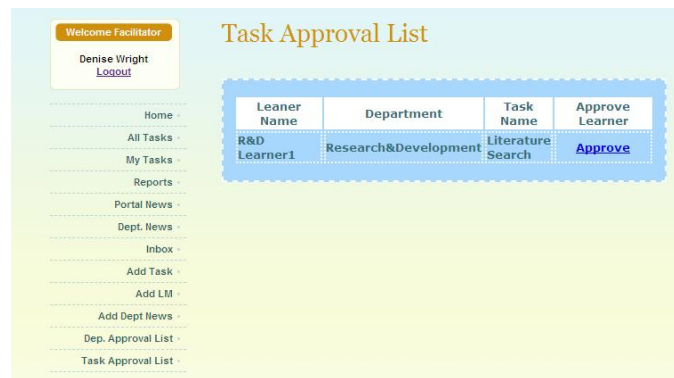 Welcome Facilitator
Denise Wright
Logout
Home
All Tasks
My Tasks
Reports
Portal News
Dept. News
Inbox
Add Task
Add LM
Add Dept News
Dep. Approval List
Task Approval List
Task Approval List
Leaner Name Department Task Name Approve Learner
R&D Learner1 Research&Development Literature Search Approve